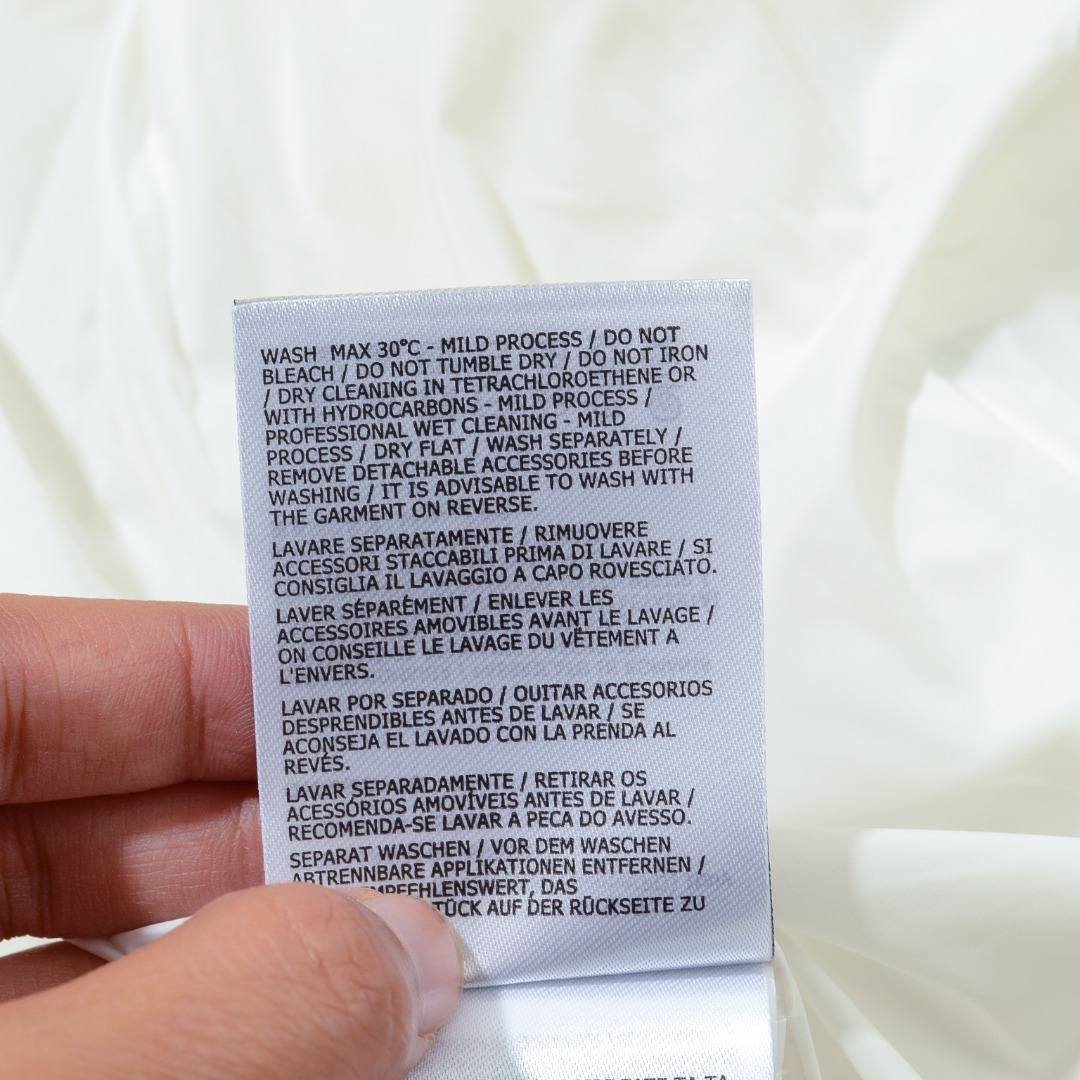 WASH MAX 30°C - MILD PROCESS / DO NOT
BLEACH / DO NOT TUMBLE DRY / DO NOT IRON
/ DRY CLEANING IN TETRACHLOROETHENE OR
WITH HYDROCARBONS - MILD PROCESS /
PROFESSIONAL WET CLEANING - MILD
PROCESS / DRY FLAT / WASH SEPARATELY /
REMOVE DETACHABLE ACCESSORIES BEFORE
WASHING / IT IS ADVISABLE TO WASH WITH
THE GARMENT ON REVERSE.
LAVARE SEPARATAMENTE / RIMUOVERE
ACCESSORI STACCABILI PRIMA DI LAVARE / SI
CONSIGLIA IL LAVAGGIO A CAPO ROVESCIATO.
LAVER SÉPARÉMENT / ENLEVER LES
ACCESSOIRES AMOVIBLES AVANT LE LAVAGE /
ON CONSEILLE LE LAVAGE DU VÊTEMENT A
L'ENVERS.
LAVAR POR SEPARADO / QUITAR ACCESORIOS
DESPRENDIBLES ANTES DE LAVAR / SE
ACONSEJA EL LAVADO CON LA PRENDA AL
REVÉS.
LAVAR SEPARADAMENTE / RETIRAR OS
ACESSÓRIOS AMOVÍVEIS ANTES DE LAVAR /
RECOMENDA-SE LAVAR A PECA DO AVESSO.
SEPARAT WASCHEN / VOR DEM WASCHEN
ABTRENNBARE APPLIKATIONEN ENTFERNEN /
MPFEHLENSWERT, DAS
TÜCK AUF DER RÜCKSEITE ZU